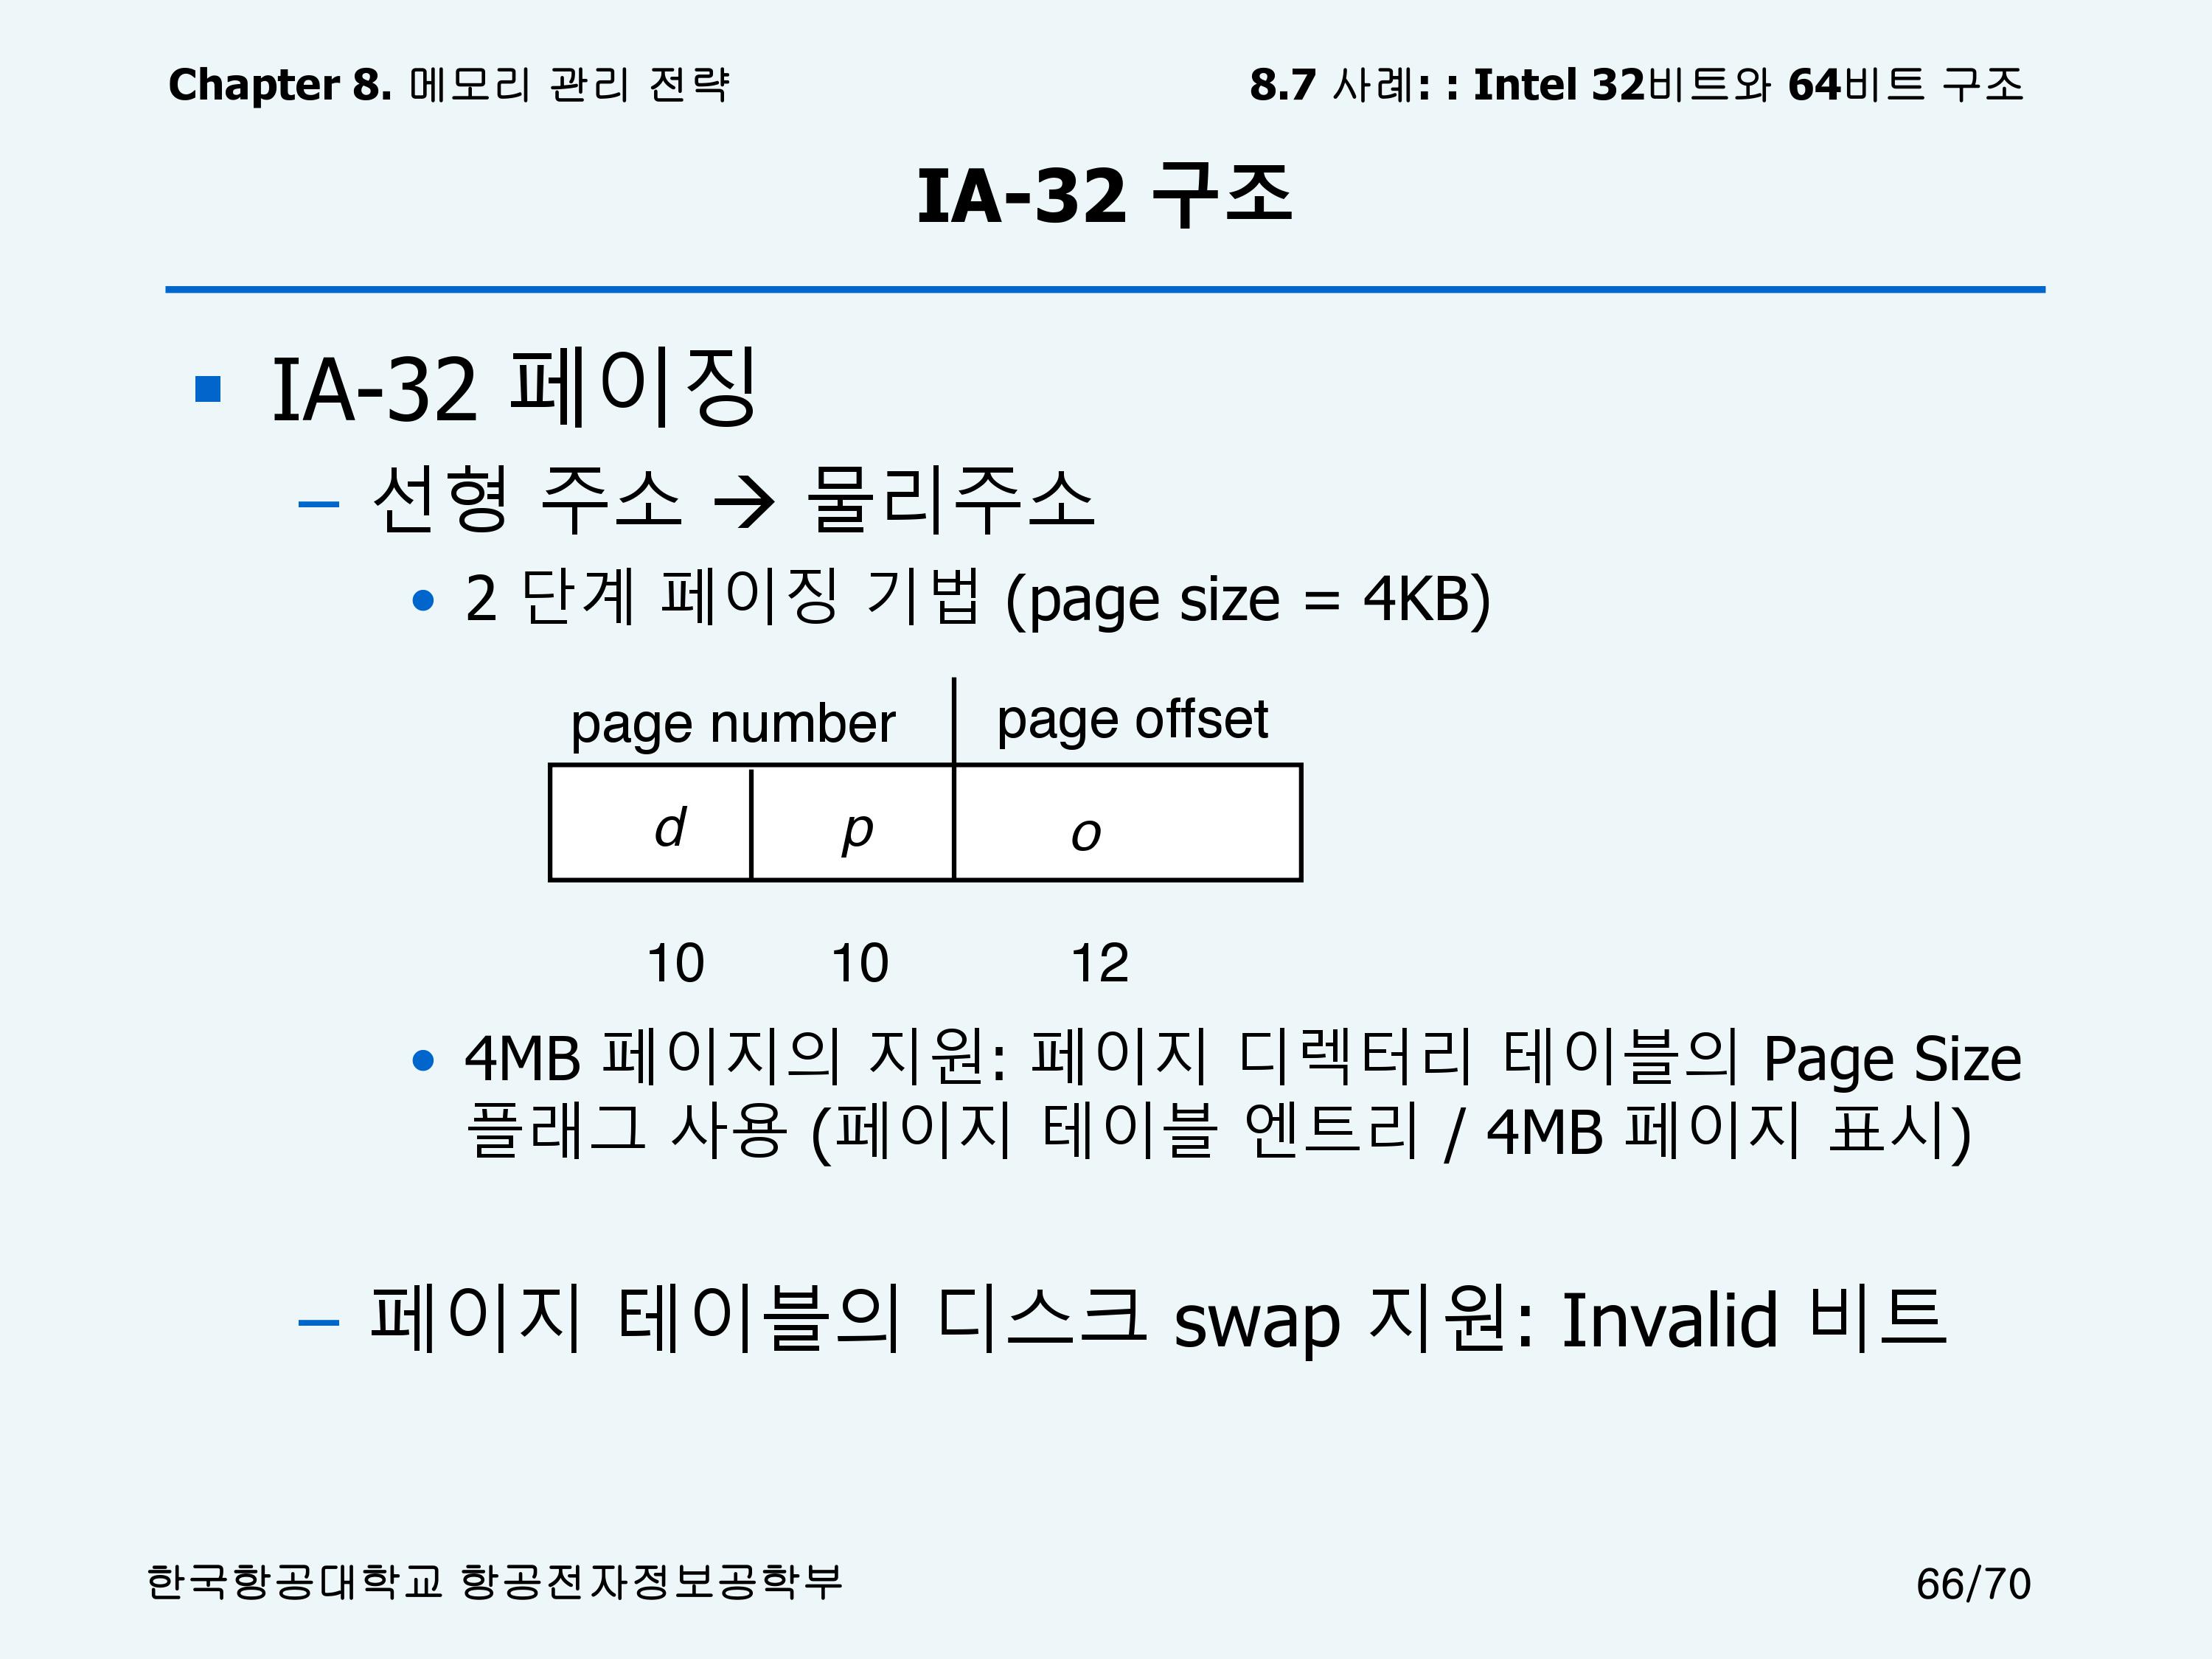 Chapter 8. 메모리 관리 전략
8.7 사례: : Intel 32비트와 64비트 구조
IA-32 구조
▪ IA-32 페이징
– 선형 주소 → 물리주소
• 2 단계 페이징 기법 (page size = 4KB)
page number page offset
d p o
10 10 12
• 4MB 페이지의 지원: 페이지 디렉터리 테이블의 Page Size
플래그 사용 (페이지 테이블 엔트리 / 4MB 페이지 표시)
– 페이지 테이블의 디스크 swap 지원: Invalid 비트
한국항공대학교 항공전자정보공학부
66/70